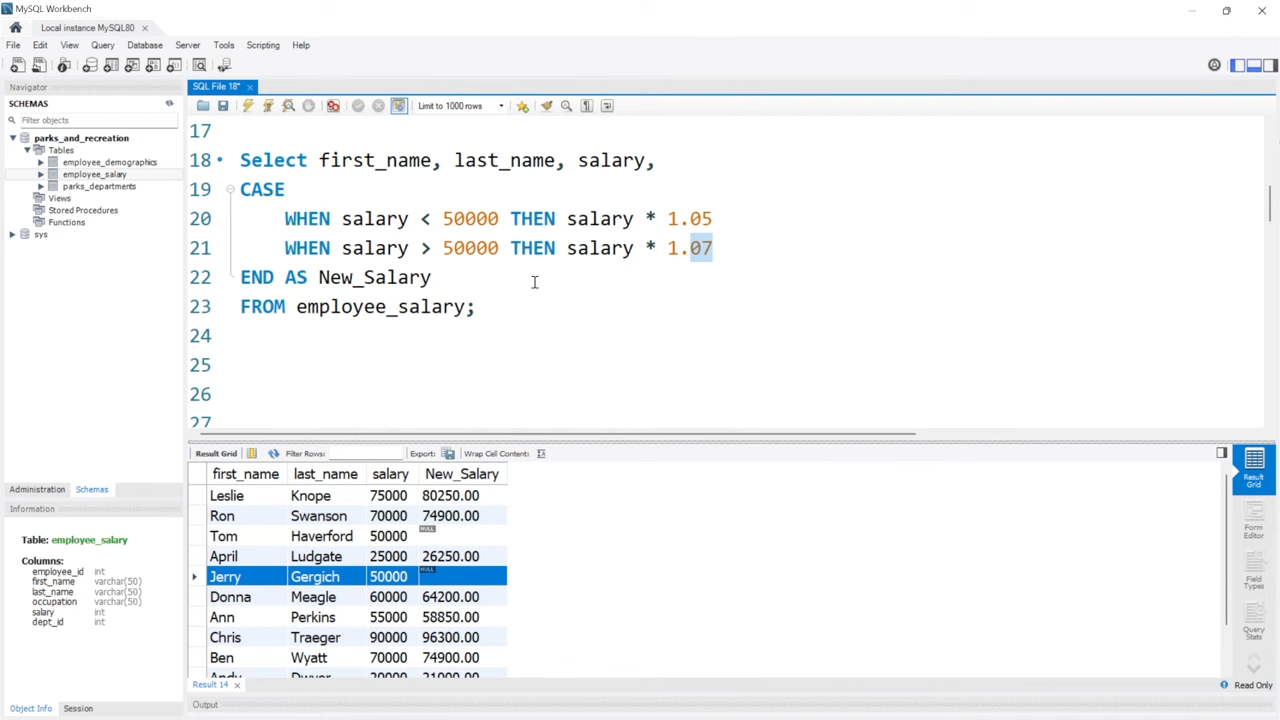 MySQL Workbench
Local instance MySQL80
File Edit View Query Database Server Tools Scripting Help
Navigator
SCHEMAS
Filter objects
parks_and_recreation
Tables
employee_demographics
employee_salary
parks_departments
Views
Stored Procedures
Functions
sys
Administration Schemas
Information
Table: employee_salary
Columns:
employee_id int
first_name varchar(50)
last_name varchar(50)
occupation varchar(50)
salary int
dept_id int
Object Info Session
SQL File 18*
Limit to 1000 rows
17
18 Select first_name, last_name, salary,
19 CASE
20 WHEN salary < 50000 THEN salary * 1.05
21 WHEN salary > 50000 THEN salary * 1.07
22 END AS New_Salary
23 FROM employee_salary;
24
25
26
27
Result Grid Filter Rows: Export: Wrap Cell Content:
first_name last_name salary New_Salary
Leslie Knope 75000 80250.00
Ron Swanson 70000 74900.00
Tom Haverford 50000 NULL
April Ludgate 25000 26250.00
Jerry Gergich 50000 NULL
Donna Meagle 60000 64200.00
Ann Perkins 55000 58850.00
Chris Traeger 90000 96300.00
Ben Wyatt 70000 74900.00
Andy Dwyer 20000 21000.00
Result 14
Output
Result Grid
Form Editor
Field Types
Query Stats
Read Only